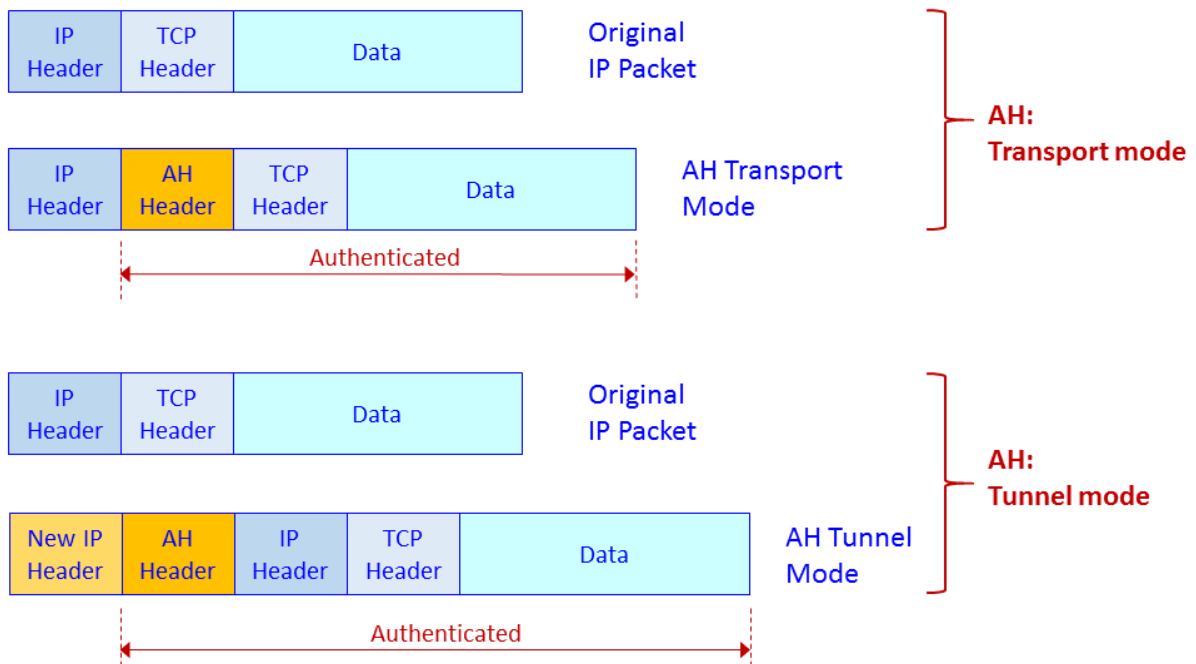 IP
Header
TCP
Header
Data
Original
IP Packet
AH:
Transport mode
IP
Header
AH
Header
TCP
Header
Data
AH Transport
Mode
Authenticated
IP
Header
TCP
Header
Data
Original
IP Packet
AH:
Tunnel mode
New IP
Header
AH
Header
IP
Header
TCP
Header
Data
AH Tunnel
Mode
Authenticated